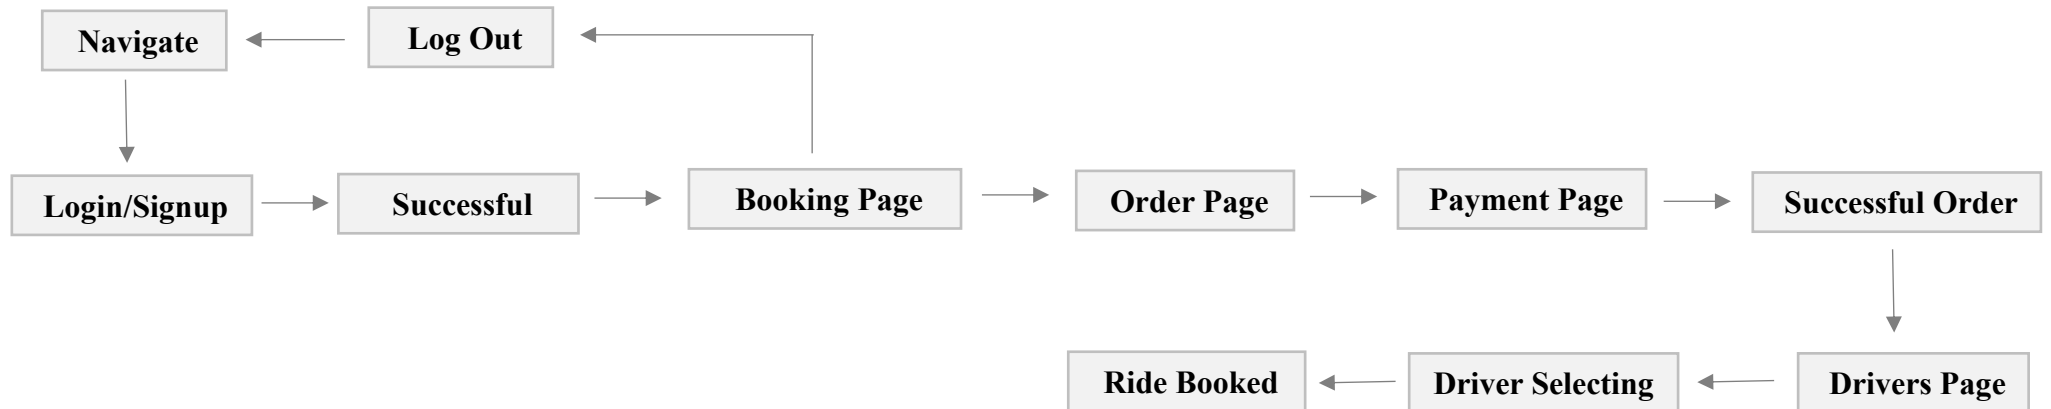 Navigate
Log Out
Login/Signup
Successful
Booking Page
Order Page
Payment Page
Successful Order
Ride Booked
Driver Selecting
Drivers Page